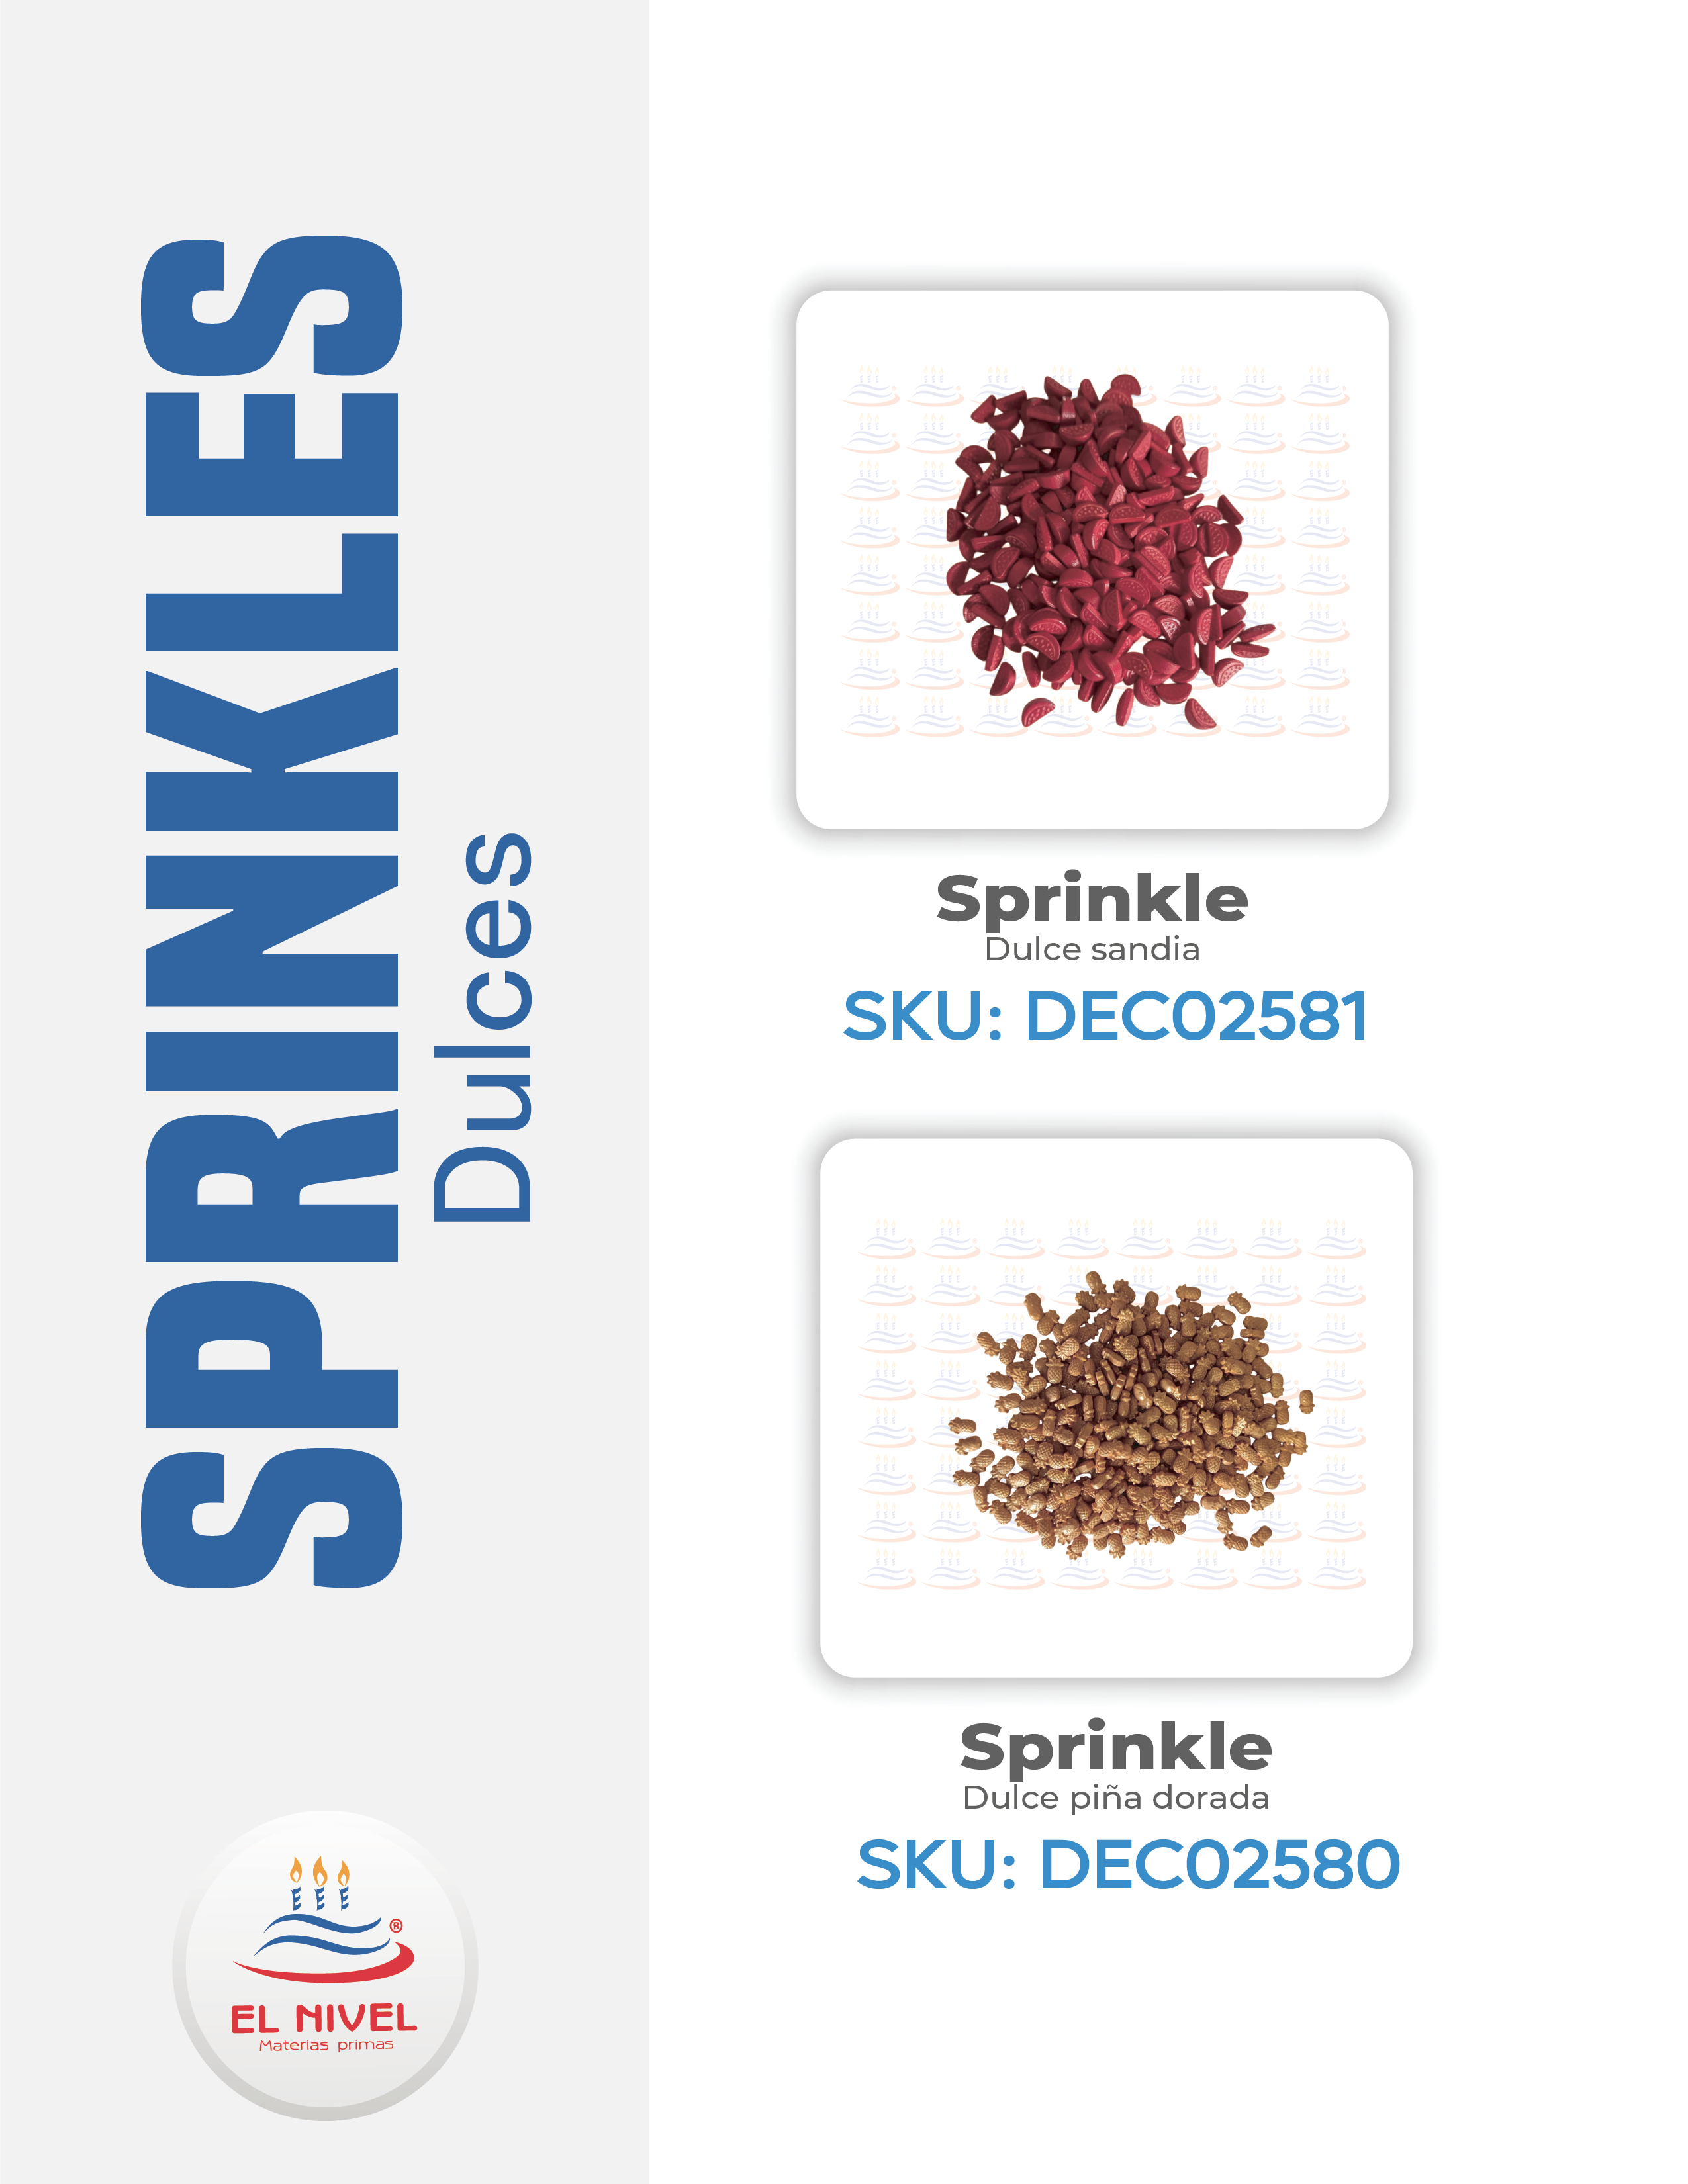 SPRINKLES
Dulces
Sprinkle
Dulce sandia
SKU: DEC02581
Sprinkle
Dulce piña dorada
SKU: DEC02580
®
EL NIVEL
Materias primas